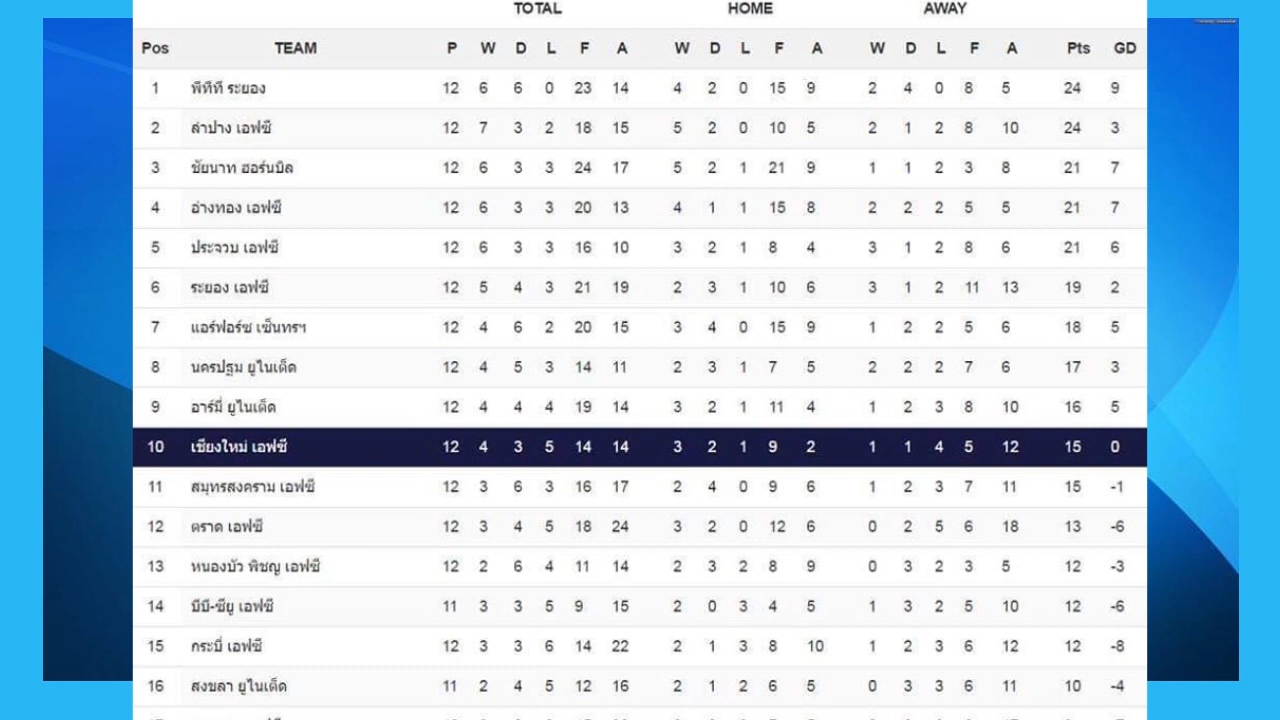 TOTAL HOME AWAY
Pos TEAM P W D L F A W D L F A W D L F A Pts GD
1 พีทีที ระยอง 12 6 6 0 23 14 4 2 0 15 9 2 4 0 8 5 24 9
2 ลำปาง เอฟซี 12 7 3 2 18 15 5 2 0 10 5 2 1 2 8 10 24 3
3 ชัยนาท ฮอร์นบิล 12 6 3 3 24 17 5 2 1 21 9 1 1 2 3 8 21 7
4 อ่างทอง เอฟซี 12 6 3 3 20 13 4 1 1 15 8 2 2 2 5 5 21 7
5 ประจวบ เอฟซี 12 6 3 3 16 10 3 2 1 8 4 3 1 2 8 6 21 6
6 ระยอง เอฟซี 12 5 4 3 21 19 2 3 1 10 6 3 1 2 11 13 19 2
7 แอร์ฟอร์ซ เซ็นทรฯ 12 4 6 2 20 15 3 4 0 15 9 1 2 2 5 6 18 5
8 นครปฐม ยูไนเต็ด 12 4 5 3 14 11 2 3 1 7 5 2 2 2 7 6 17 3
9 อาร์มี่ ยูไนเต็ด 12 4 4 4 19 14 3 2 1 11 4 1 2 3 8 10 16 5
10 เชียงใหม่ เอฟซี 12 4 3 5 14 14 3 2 1 9 2 1 1 4 5 12 15 0
11 สมุทรสงคราม เอฟซี 12 3 6 3 16 17 2 4 0 9 6 1 2 3 7 11 15 -1
12 ตราด เอฟซี 12 3 4 5 18 24 3 2 0 12 6 0 2 5 6 18 13 -6
13 หนองบัว พิชญ เอฟซี 12 2 6 4 11 14 2 3 2 8 9 0 3 2 3 5 12 -3
14 บีบี-ซียู เอฟซี 11 3 3 5 9 15 2 0 3 4 5 1 3 2 5 10 12 -6
15 กระบี่ เอฟซี 12 3 3 6 14 22 2 1 3 8 10 1 2 3 6 12 12 -8
16 สงขลา ยูไนเต็ด 11 2 4 5 12 16 2 1 2 6 5 0 3 3 6 11 10 -4